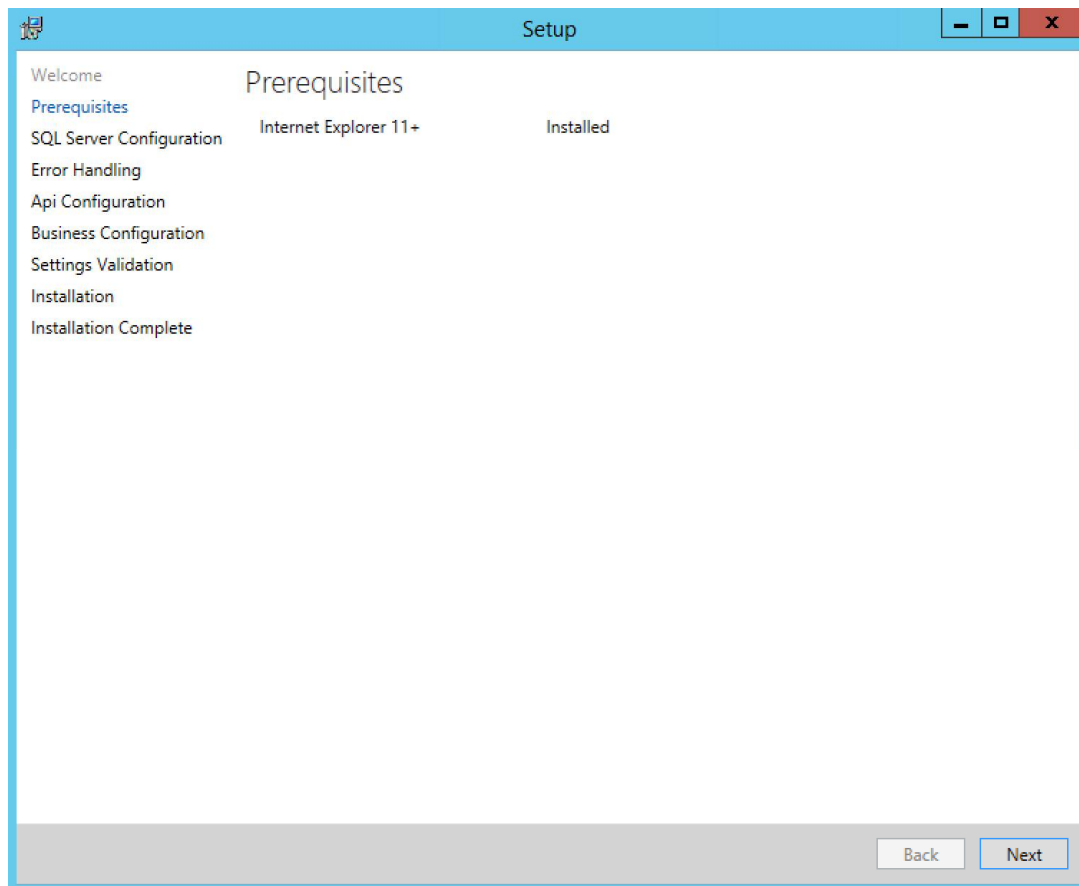 Setup
Welcome
Prerequisites
SQL Server Configuration
Error Handling
Api Configuration
Business Configuration
Settings Validation
Installation
Installation Complete
Prerequisites
Internet Explorer 11+ Installed
Back Next